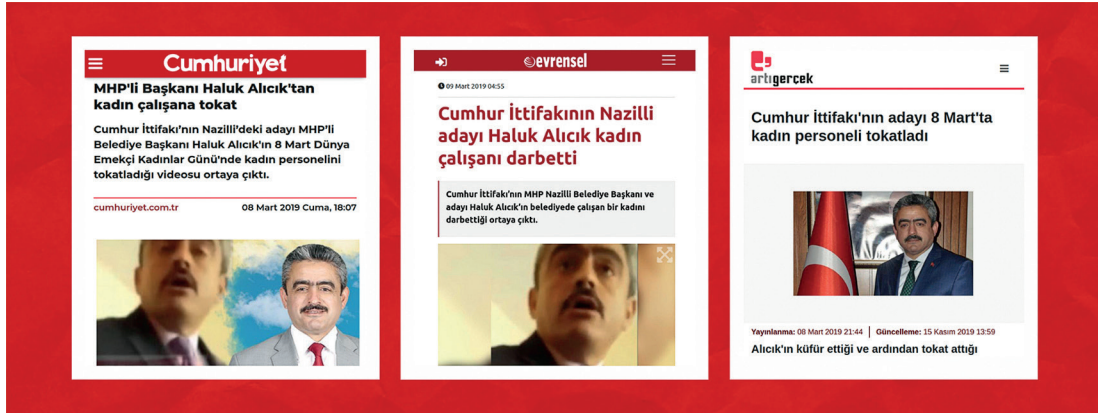 Cumhuriyet
MHP'li Başkanı Haluk Alıcık'tan
kadın çalışana tokat
Cumhur İttifakı'nın Nazilli'deki adayı MHP'li
Belediye Başkanı Haluk Alıcık'ın 8 Mart Dünya
Emekçi Kadınlar Günü'nde kadın personelini
tokatladığı videosu ortaya çıktı.
cumhuriyet.com.tr 08 Mart 2019 Cuma, 18:07
evrensel
09 Mart 2019 04:55
Cumhur İttifakının Nazilli
adayı Haluk Alıcık kadın
çalışanı darbetti
Cumhur İttifakı'nın MHP Nazilli Belediye Başkanı ve
adayı Haluk Alıcık'ın belediyede çalışan bir kadını
darbettiği ortaya çıktı.
artıgerçek
Cumhur İttifakı'nın adayı 8 Mart'ta
kadın personeli tokatladı
Yayınlanma: 08 Mart 2019 21:44 | Güncelleme: 15 Kasım 2019 13:59
Alıcık'ın küfür ettiği ve ardından tokat attığı